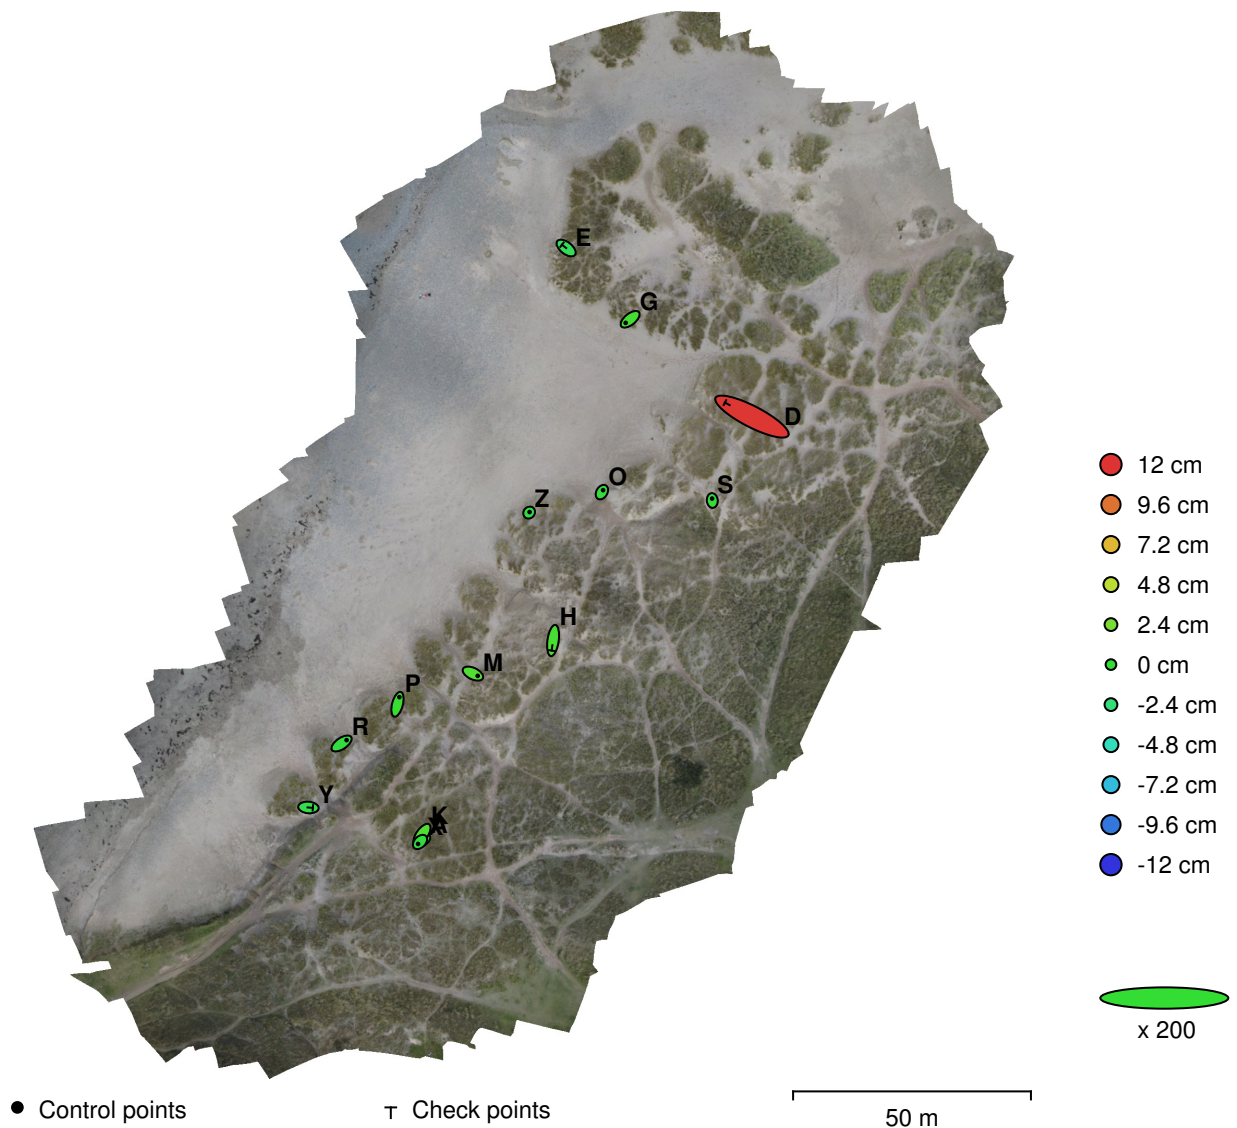 E
G
D
O
S
Z
H
M
P
R
Y
K
12 cm
9.6 cm
7.2 cm
4.8 cm
2.4 cm
0 cm
-2.4 cm
-4.8 cm
-7.2 cm
-9.6 cm
-12 cm
x 200
Control points
Check points
50 m